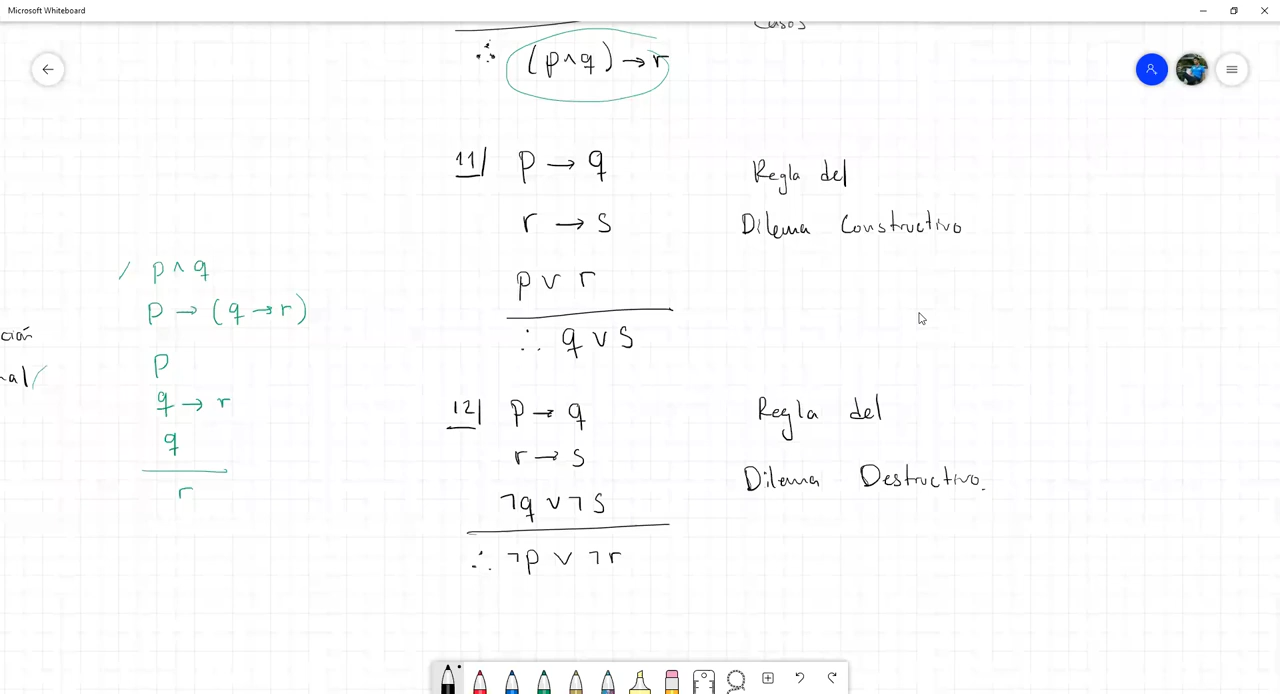 Microsoft Whiteboard
∴ (p∧q) → r
11/ p → q
r → s
p ∨ r
∴ q ∨ s
Regla del
Dilema Constructivo
/ p ∧ q
p → (q → r)
p
q → r
q
r
12/ p → q
r → s
¬q ∨ ¬s
∴ ¬p ∨ ¬r
Regla del
Dilema Destructivo.